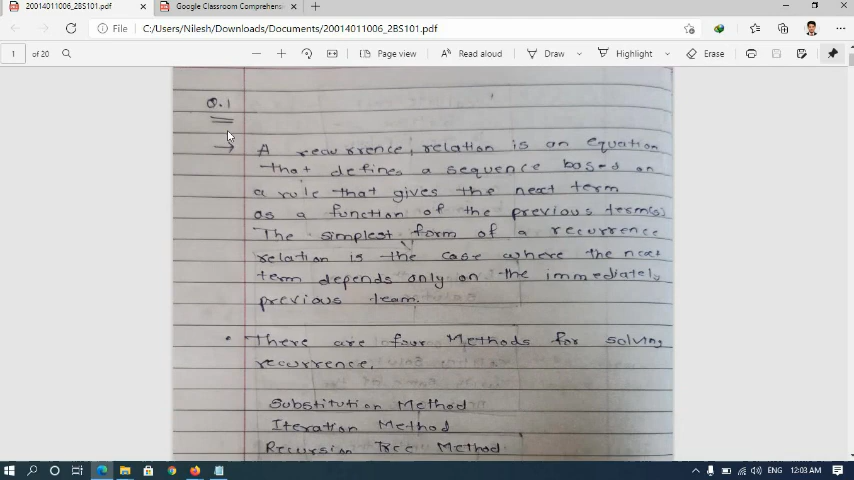 20014011006_2BS101.pdf
Google Classroom Comprehens
File
C:/Users/Nilesh/Downloads/Documents/20014011006_2BS101.pdf
1 of 20
Page view
Read aloud
Draw
Highlight
Erase
Q.1
→ A recurrence, relation is an equation
that defines a sequence based on
a rule that gives the next term
as a function of the previous term(s)
The simplest form of a recurrence
relation is the case where the next
term depends only on the immediately
previous team.
• There are four Methods for solving
recurrence.
Substitution Method
Iteration Method
Recursion Tree Method
ENG
12:03 AM